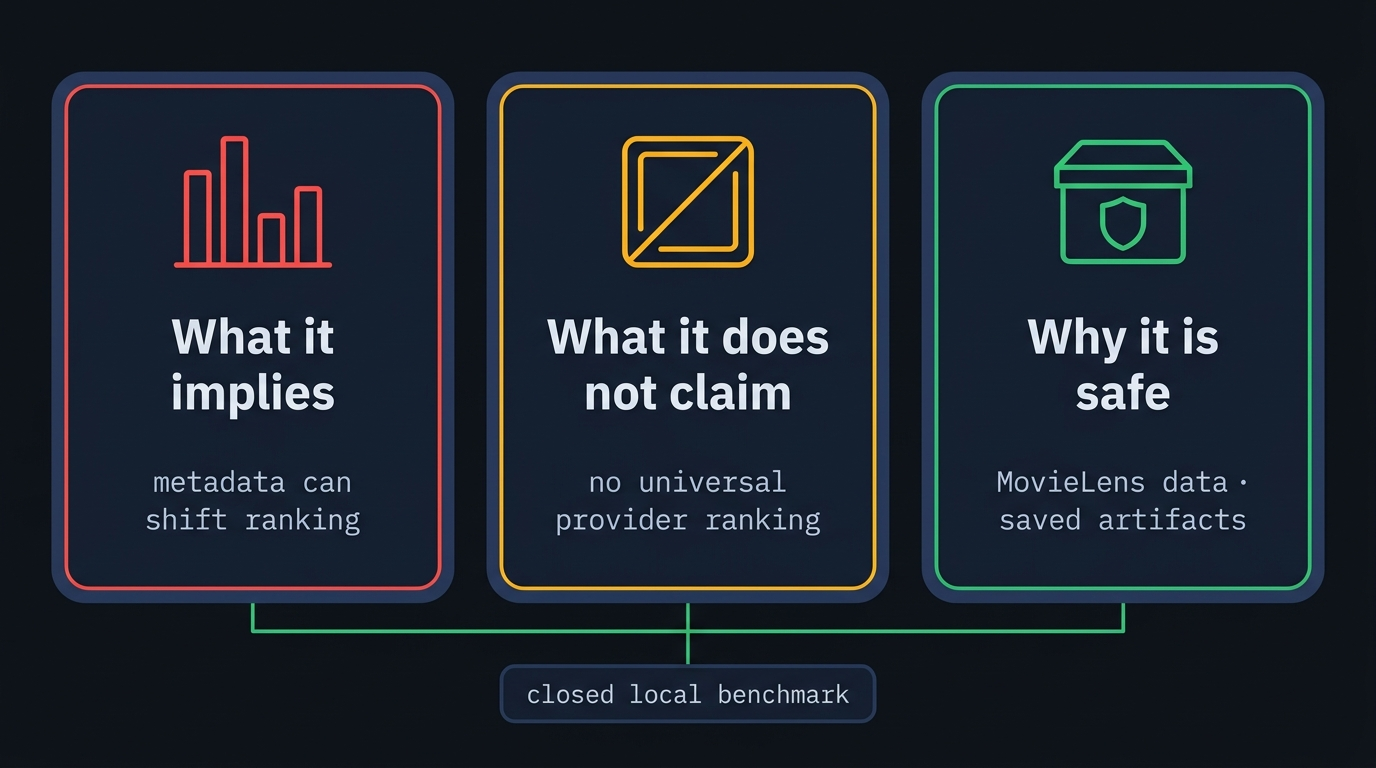 What it
implies
metadata can
shift ranking
What it does
not claim
no universal
provider ranking
Why it is
safe
MovieLens data ·
saved artifacts
closed local benchmark